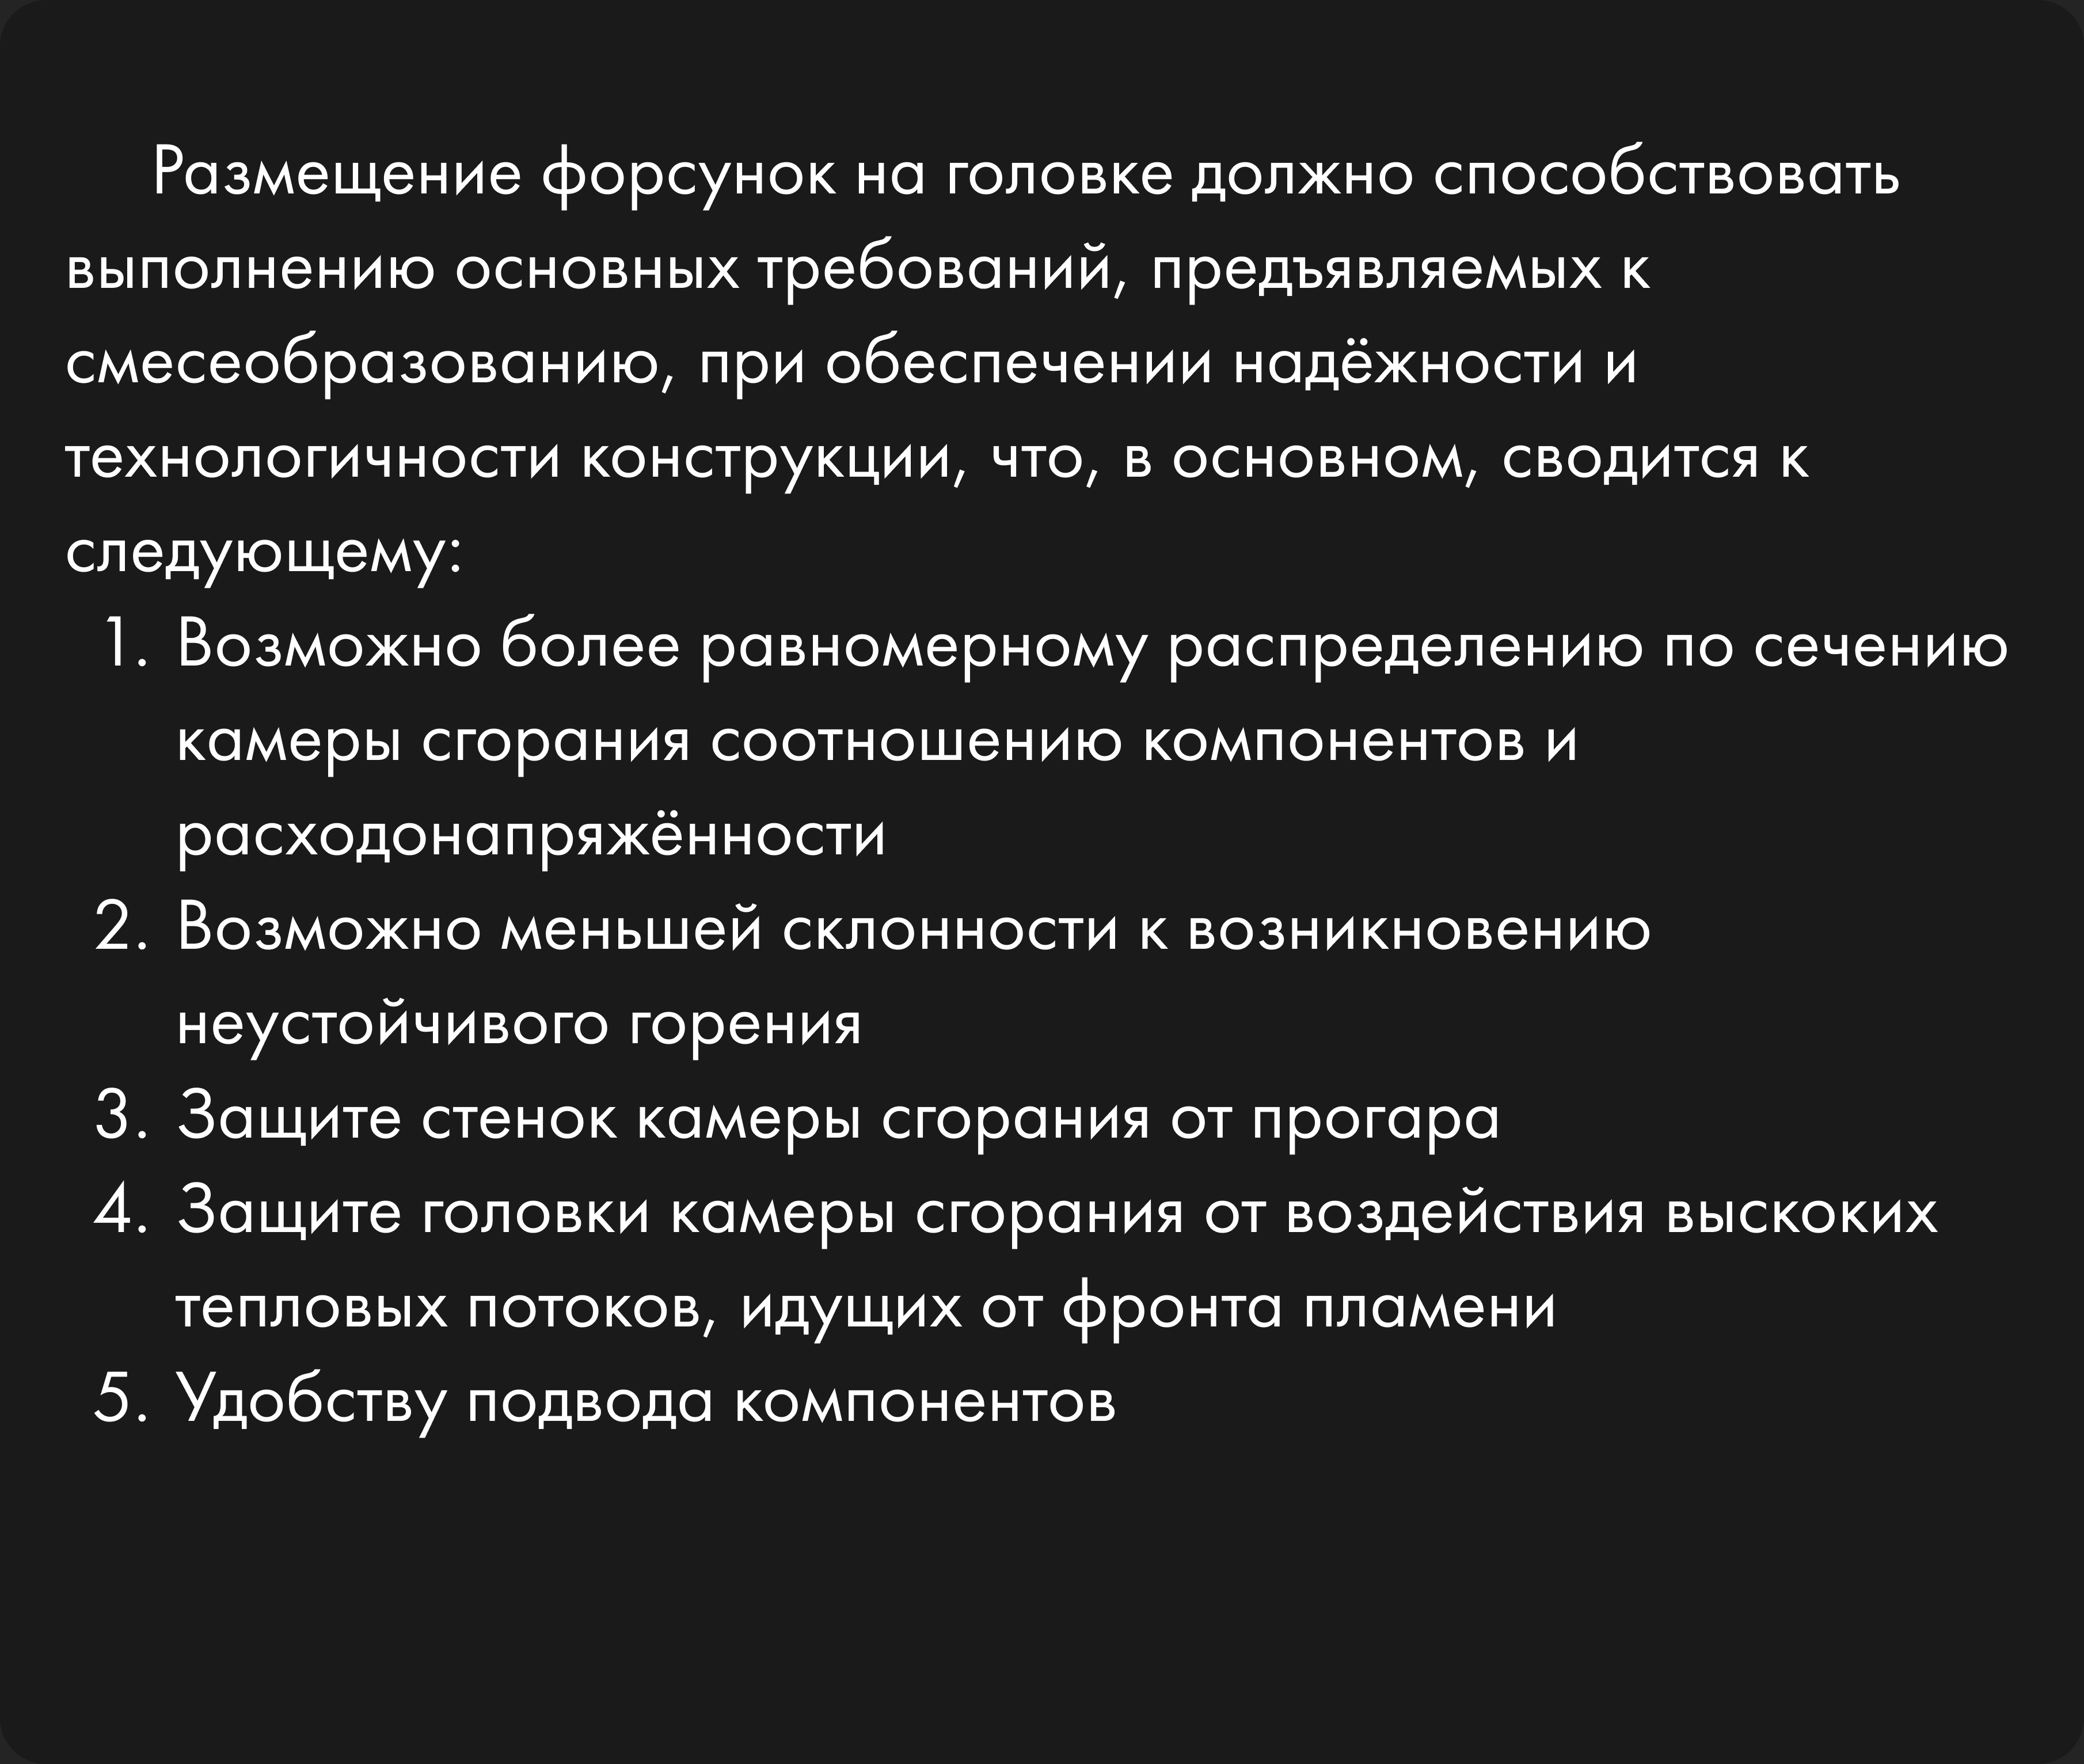 Размещение форсунок на головке должно способствовать
выполнению основных требований, предъявляемых к
смесеобразованию, при обеспечении надёжности и
технологичности конструкции, что, в основном, сводится к
следующему:
1. Возможно более равномерному распределению по сечению
камеры сгорания соотношению компонентов и
расходонапряжённости
2. Возможно меньшей склонности к возникновению
неустойчивого горения
3. Защите стенок камеры сгорания от прогара
4. Защите головки камеры сгорания от воздействия выскоких
тепловых потоков, идущих от фронта пламени
5. Удобству подвода компонентов